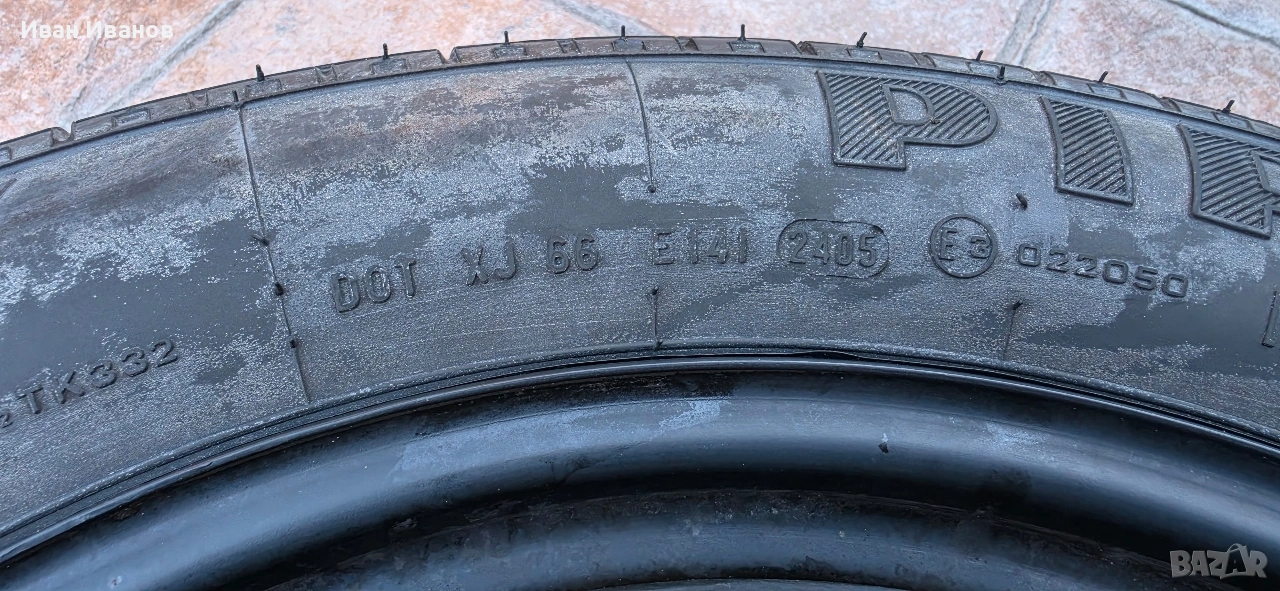 Иван Иванов
PIR
DOT XJ 66 E141 2405 E3 022050
TK332
BAZAR